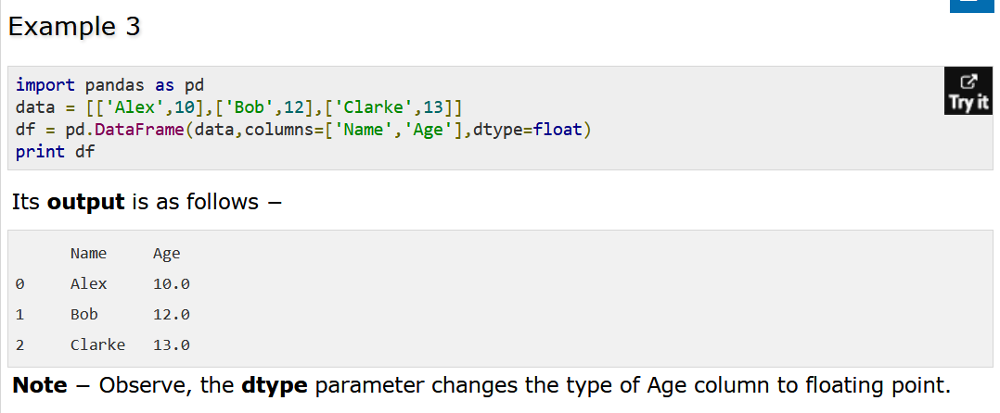 Example 3
import pandas as pd
data = [['Alex',10],['Bob',12],['Clarke',13]]
df = pd.DataFrame(data,columns=['Name','Age'],dtype=float)
print df
Try it
Its output is as follows −
Name Age
0 Alex 10.0
1 Bob 12.0
2 Clarke 13.0
Note − Observe, the dtype parameter changes the type of Age column to floating point.